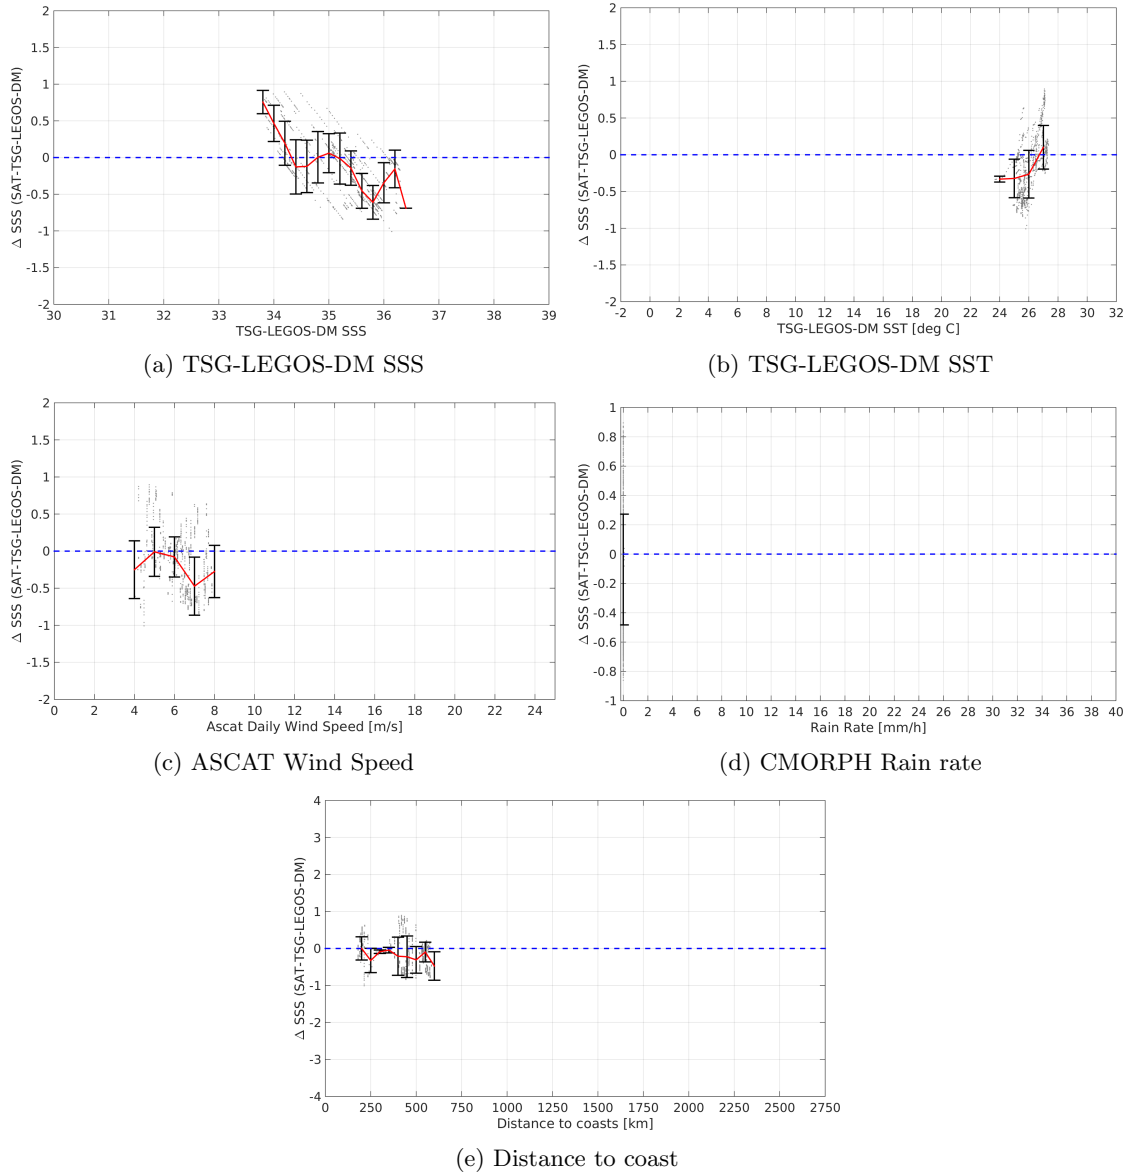 2
1.5
1
0.5
0
-0.5
-1
-1.5
-2
Δ SSS (SAT-TSG-LEGOS-DM)
30 31 32 33 34 35 36 37 38 39
TSG-LEGOS-DM SSS
(a) TSG-LEGOS-DM SSS
2
1.5
1
0.5
0
-0.5
-1
-1.5
-2
Δ SSS (SAT-TSG-LEGOS-DM)
-2 0 2 4 6 8 10 12 14 16 18 20 22 24 26 28 30 32
TSG-LEGOS-DM SST [deg C]
(b) TSG-LEGOS-DM SST
2
1.5
1
0.5
0
-0.5
-1
-1.5
-2
Δ SSS (SAT-TSG-LEGOS-DM)
0 2 4 6 8 10 12 14 16 18 20 22 24
Ascat Daily Wind Speed [m/s]
(c) ASCAT Wind Speed
1
0.8
0.6
0.4
0.2
0
-0.2
-0.4
-0.6
-0.8
-1
Δ SSS (SAT-TSG-LEGOS-DM)
0 2 4 6 8 10 12 14 16 18 20 22 24 26 28 30 32 34 36 38 40
Rain Rate [mm/h]
(d) CMORPH Rain rate
4
3
2
1
0
-1
-2
-3
-4
Δ SSS (SAT-TSG-LEGOS-DM)
0 250 500 750 1000 1250 1500 1750 2000 2250 2500 2750
Distance to coasts [km]
(e) Distance to coast